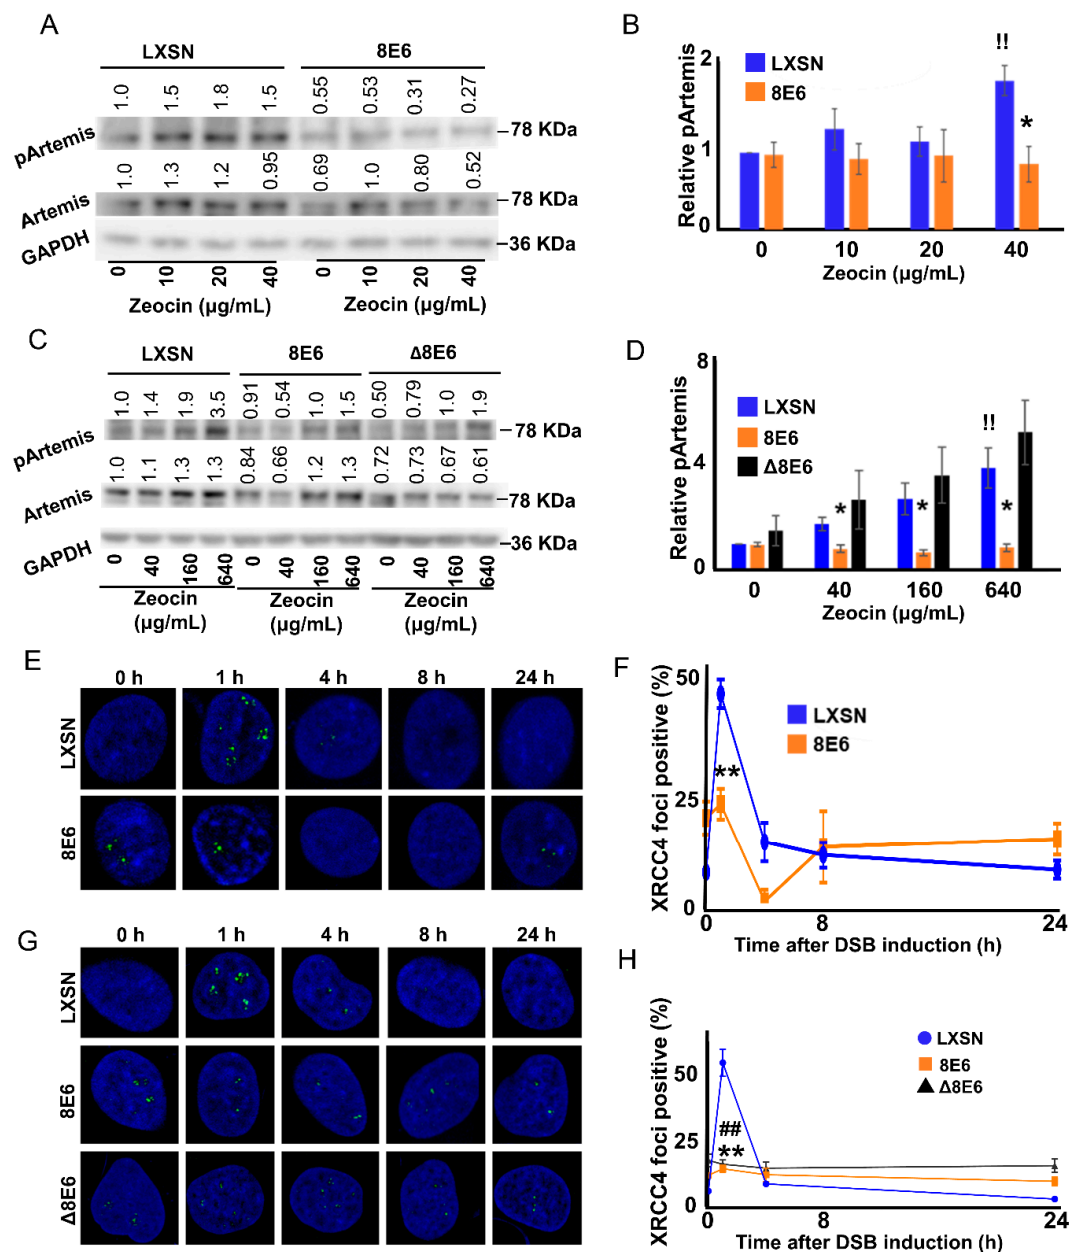 A
LXSN 8E6
1.0 1.5 1.8 1.5 0.55 0.53 0.31 0.27
pArtemis 78 KDa
1.0 1.3 1.2 0.95 0.69 1.0 0.80 0.52
Artemis 78 KDa
GAPDH 36 KDa
0 10 20 40 0 10 20 40
Zeocin (µg/mL) Zeocin (µg/mL)
B
Relative pArtemis
2
1
0
LXSN
8E6
!!
*
0 10 20 40
Zeocin (µg/mL)
C
LXSN 8E6 Δ8E6
1.0 1.4 1.9 3.5 0.91 0.54 1.0 1.5 0.50 0.79 1.0 1.9
pArtemis 78 KDa
1.0 1.1 1.3 1.3 0.84 0.66 1.2 1.3 0.72 0.73 0.67 0.61
Artemis 78 KDa
GAPDH 36 KDa
0 40 160 640 0 40 160 640 0 40 160 640
Zeocin Zeocin Zeocin
(µg/mL) (µg/mL) (µg/mL)
D
Relative pArtemis
8
4
0
LXSN
8E6
Δ8E6
!!
* * *
0 40 160 640
Zeocin (µg/mL)
E
0 h 1 h 4 h 8 h 24 h
LXSN
8E6
F
XRCC4 foci positive (%)
50
25
0
LXSN
8E6
**
0 8 24
Time after DSB induction (h)
G
0 h 1 h 4 h 8 h 24 h
LXSN
8E6
Δ8E6
H
XRCC4 foci positive (%)
50
25
0
LXSN
8E6
Δ8E6
##
**
0 8 24
Time after DSB induction (h)